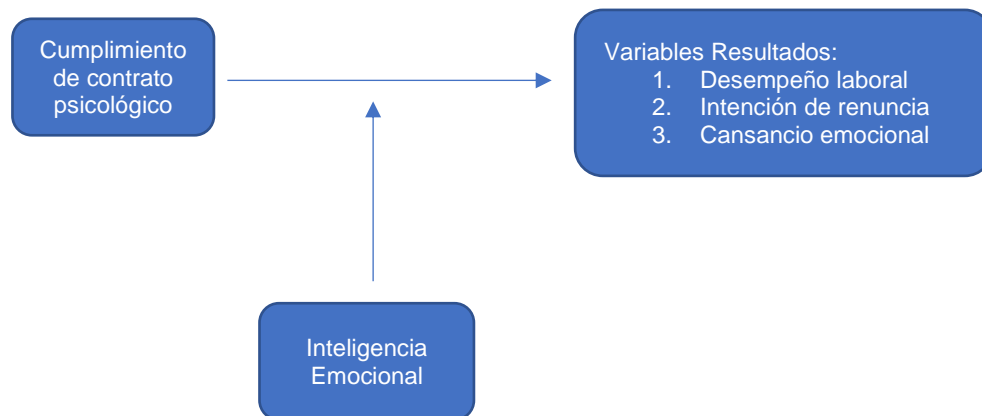 Cumplimiento
de contrato
psicológico
Variables Resultados:
1. Desempeño laboral
2. Intención de renuncia
3. Cansancio emocional
Inteligencia
Emocional